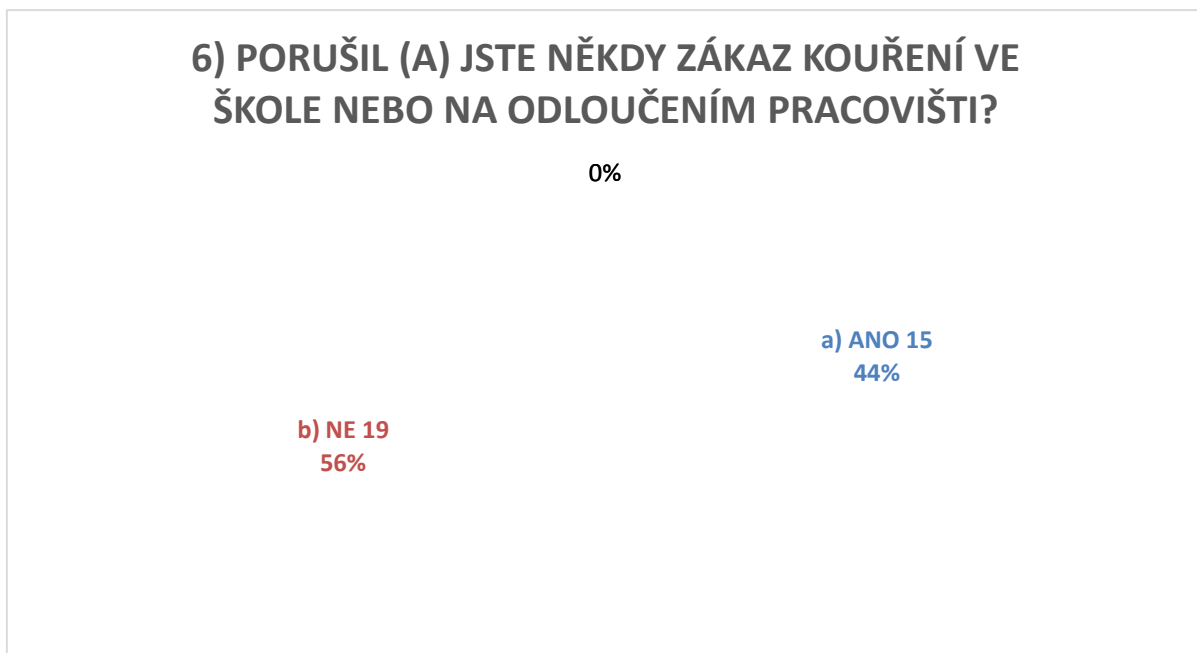 6) PORUŠIL (A) JSTE NĚKDY ZÁKAZ KOUŘENÍ VE
ŠKOLE NEBO NA ODLOUČENÍM PRACOVIŠTI?
0%
a) ANO 15
44%
b) NE 19
56%